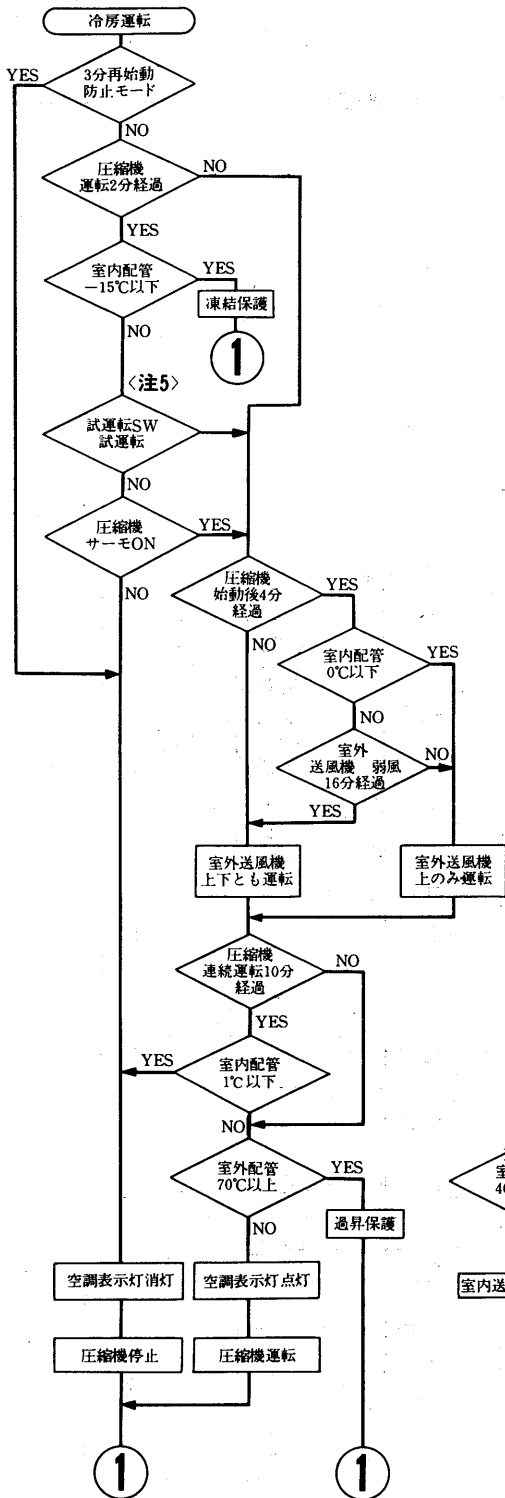 冷房運転
YES
3分再始動
防止モード
NO
圧縮機
運転2分経過
NO
YES
室内配管
−15℃以下
YES
凍結保護
1
NO
〈注5〉
試運転SW
試運転
NO
圧縮機
サーモON
YES
NO
圧縮機
始動後4分
経過
YES
NO
室内配管
0℃以下
YES
NO
室外
送風機 弱風
16分経過
NO
YES
室外送風機
上下とも運転
室外送風機
上のみ運転
圧縮機
連続運転10分
経過
NO
YES
室内配管
1℃以下
YES
NO
室外配管
70℃以上
YES
過昇保護
NO
室
40
室内送
空調表示灯消灯
空調表示灯点灯
圧縮機停止
圧縮機運転
1
1